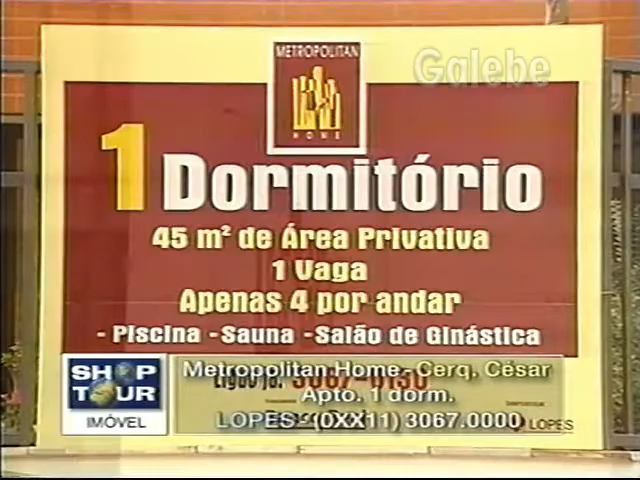 METROPOLITAN
HOME
Galebe
1 Dormitório
45 m² de Área Privativa
1 Vaga
Apenas 4 por andar
- Piscina - Sauna - Salão de Ginástica
SHOP TOUR
IMÓVEL
Metropolitan Home - Cerq. César
Apto. 1 dorm.
LOPES - (0XX11) 3067.0000
LOPES